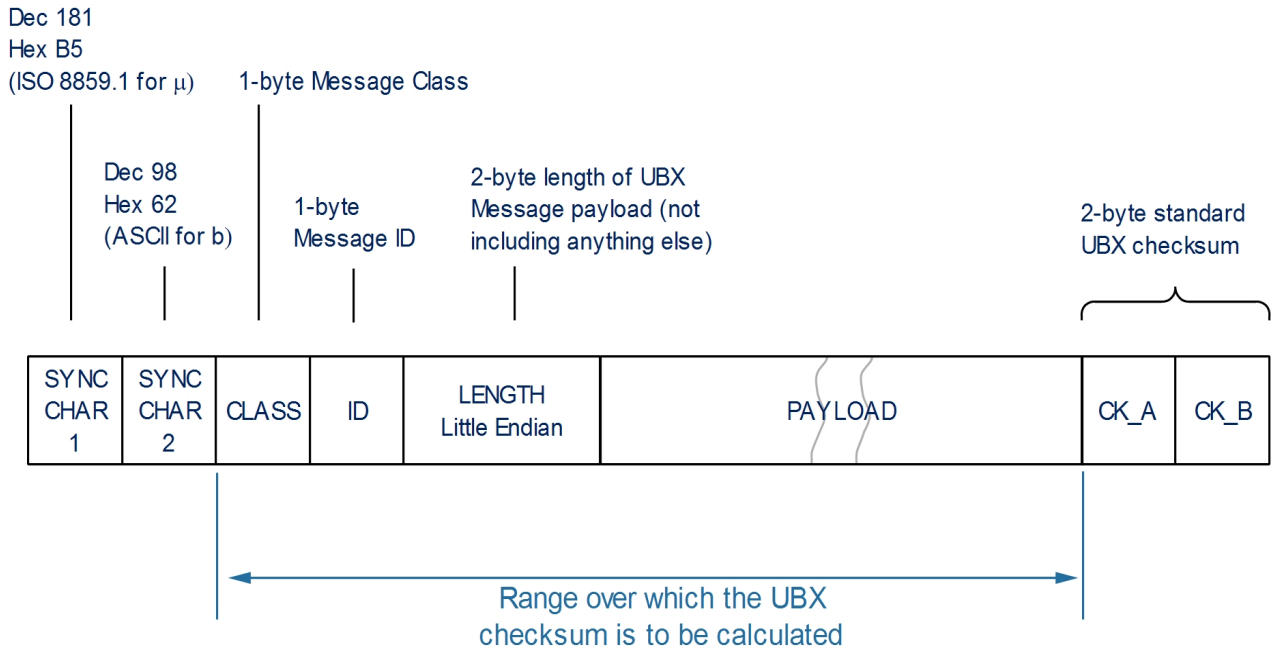 Dec 181
Hex B5
(ISO 8859.1 for μ)
1-byte Message Class
Dec 98
Hex 62
(ASCII for b)
1-byte
Message ID
2-byte length of UBX
Message payload (not
including anything else)
2-byte standard
UBX checksum
SYNC
CHAR
1
SYNC
CHAR
2
CLASS
ID
LENGTH
Little Endian
PAYLOAD
CK_A
CK_B
Range over which the UBX
checksum is to be calculated